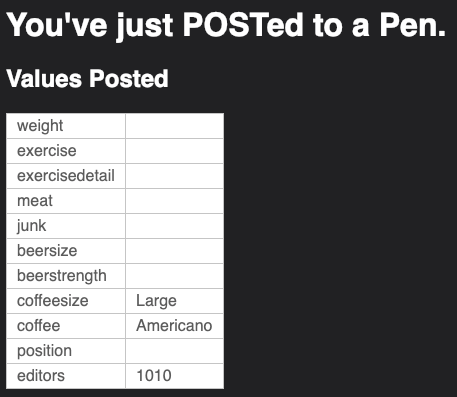 You've just POSTed to a Pen.
Values Posted
weight
exercise
exercisedetail
meat
junk
beersize
beerstrength
coffeesize Large
coffee Americano
position
editors 1010